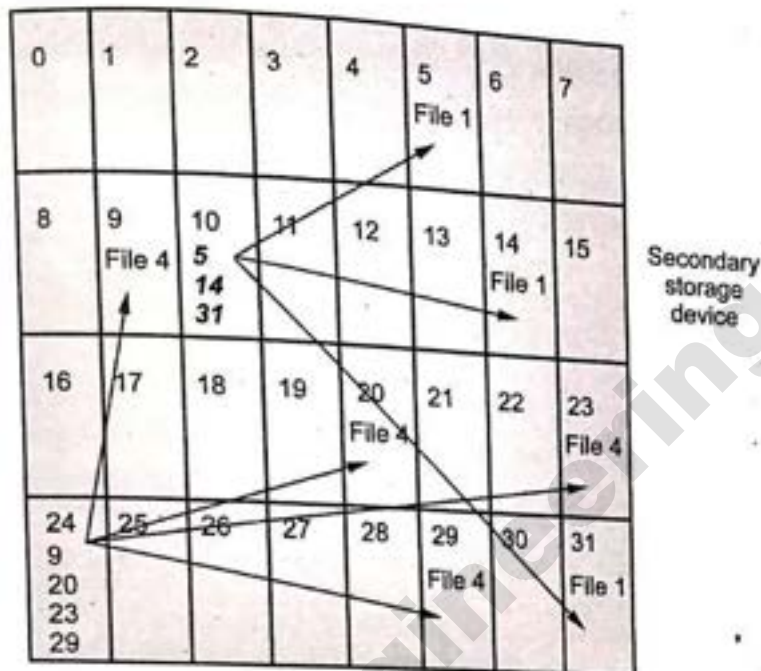 0 1 2 3 4 5 6 7
File 1
8 9 10 11 12 13 14 15
File 4 5 File 1
14
31
Secondary
storage
device
16 17 18 19 20 21 22 23
File 4 File 4
24 25 26 27 28 29 30 31
9 File 4 File 1
20
23
29
gineering